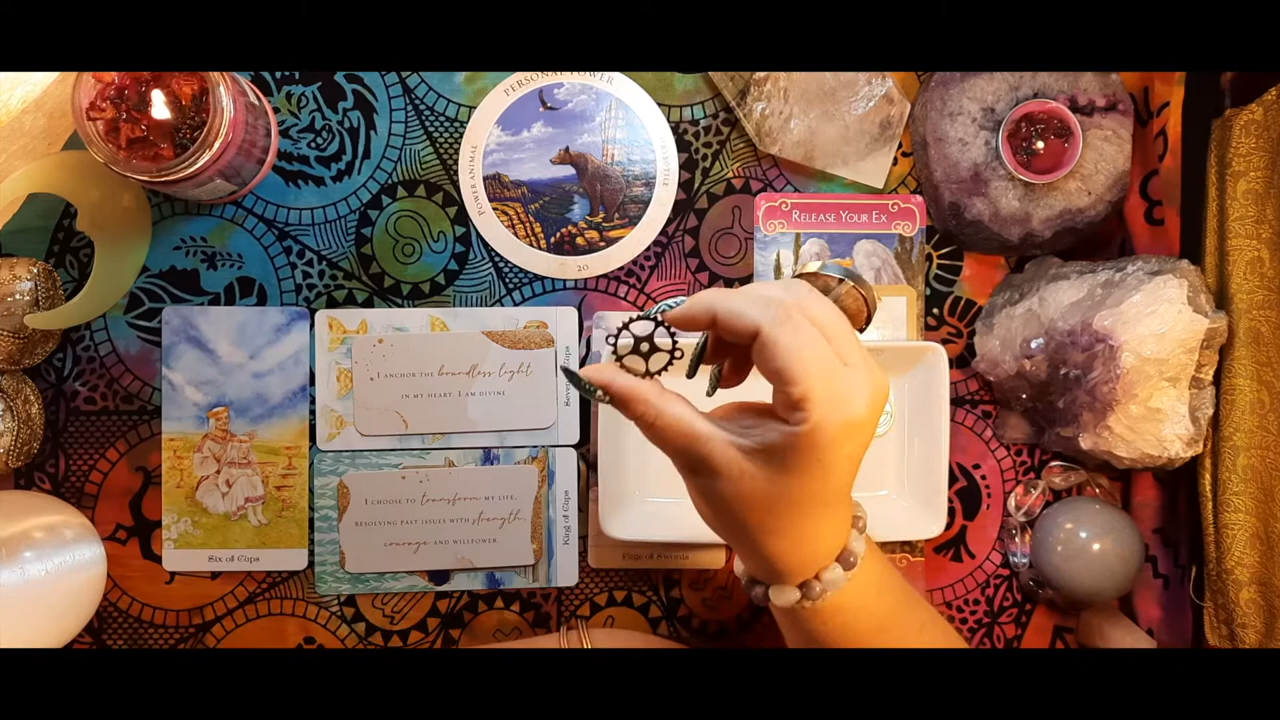 PERSONAL POWER
POWER ANIMAL
20
RELEASE YOUR EX
I ANCHOR THE boundless light
IN MY HEART. I AM DIVINE
Cups
I CHOOSE TO transform MY LIFE,
RESOLVING PAST ISSUES WITH strength,
courage AND WILLPOWER.
King of Cups
Six of Cups
Page of Swords